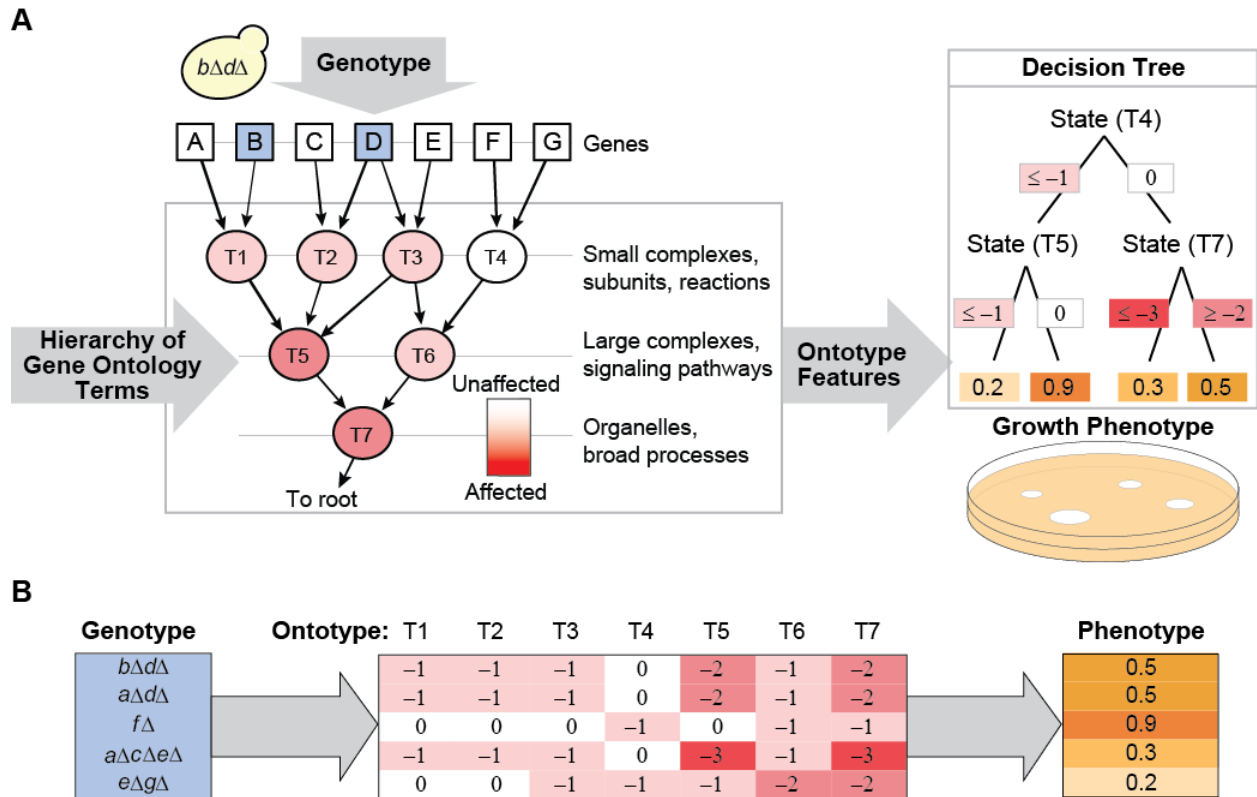 A
bΔdΔ
Genotype
A B C D E F G Genes
T1 T2 T3 T4
Small complexes,
subunits, reactions
Hierarchy of
Gene Ontology
Terms
T5 T6
Large complexes,
signaling pathways
Unaffected
T7
Organelles,
broad processes
Affected
To root
Ontotype
Features
Decision Tree
State (T4)
≤ −1 0
State (T5) State (T7)
≤ −1 0 ≤ −3 ≥ −2
0.2 0.9 0.3 0.5
Growth Phenotype
B
Genotype Ontotype: T1 T2 T3 T4 T5 T6 T7 Phenotype
bΔdΔ −1 −1 −1 0 −2 −1 −2 0.5
aΔdΔ −1 −1 −1 0 −2 −1 −2 0.5
fΔ 0 0 0 −1 0 −1 −1 0.9
aΔcΔeΔ −1 −1 −1 0 −3 −1 −3 0.3
eΔgΔ 0 0 −1 −1 −1 −2 −2 0.2